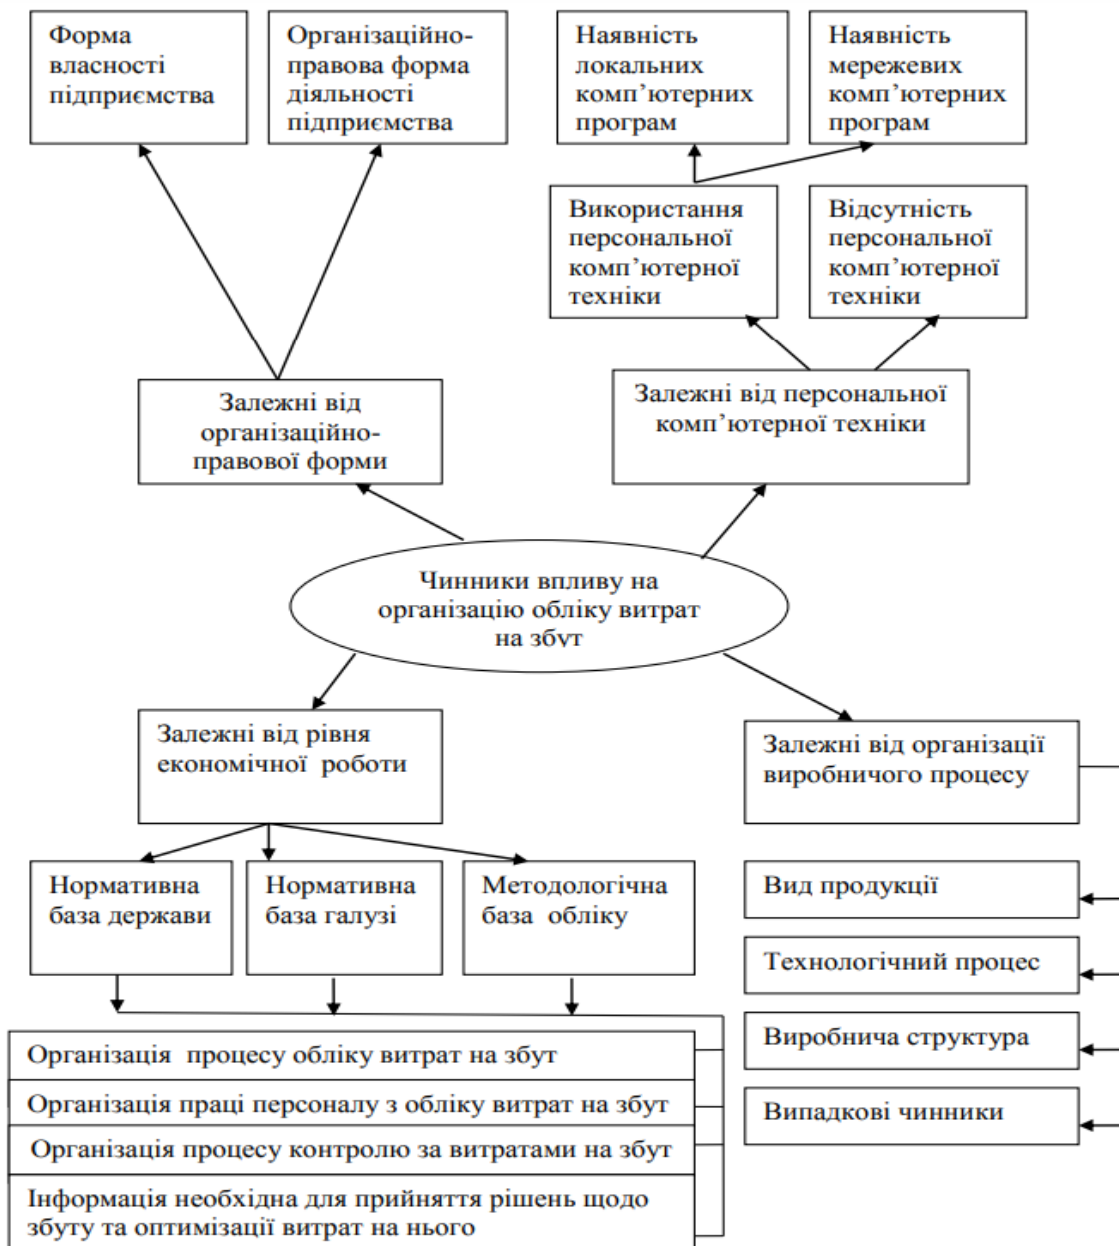 Форма
власності
підприємства
Організаційно-
правова форма
діяльності
підприємства
Наявність
локальних
комп’ютерних
програм
Наявність
мережевих
комп’ютерних
програм
Використання
персональної
комп’ютерної
техніки
Відсутність
персональної
комп’ютерної
техніки
Залежні від
організаційно-
правової форми
Залежні від персональної
комп’ютерної техніки
Чинники впливу на
організацію обліку витрат
на збут
Залежні від рівня
економічної роботи
Залежні від організації
виробничого процесу
Нормативна
база держави
Нормативна
база галузі
Методологічна
база обліку
Вид продукції
Технологічний процес
Виробнича структура
Випадкові чинники
Організація процесу обліку витрат на збут
Організація праці персоналу з обліку витрат на збут
Організація процесу контролю за витратами на збут
Інформація необхідна для прийняття рішень щодо
збуту та оптимізації витрат на нього